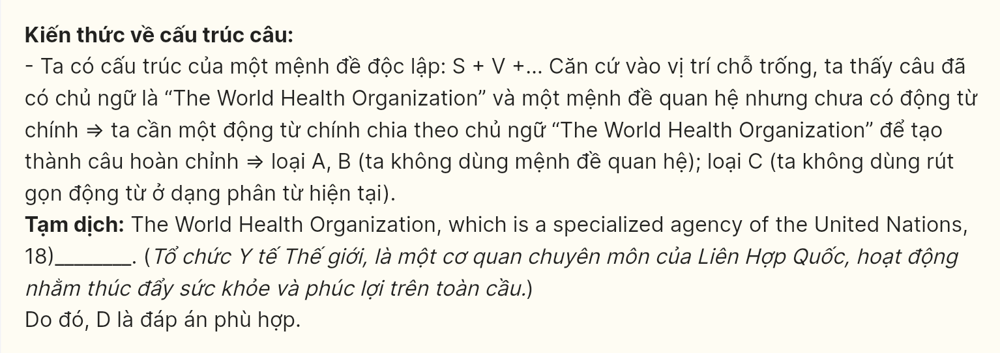 Kiến thức về cấu trúc câu:
- Ta có cấu trúc của một mệnh đề độc lập: S + V +... Căn cứ vào vị trí chỗ trống, ta thấy câu đã
có chủ ngữ là “The World Health Organization” và một mệnh đề quan hệ nhưng chưa có động từ
chính ⇒ ta cần một động từ chính chia theo chủ ngữ “The World Health Organization” để tạo
thành câu hoàn chỉnh ⇒ loại A, B (ta không dùng mệnh đề quan hệ); loại C (ta không dùng rút
gọn động từ ở dạng phân từ hiện tại).
Tạm dịch: The World Health Organization, which is a specialized agency of the United Nations,
18)________. (Tổ chức Y tế Thế giới, là một cơ quan chuyên môn của Liên Hợp Quốc, hoạt động
nhằm thúc đẩy sức khỏe và phúc lợi trên toàn cầu.)
Do đó, D là đáp án phù hợp.